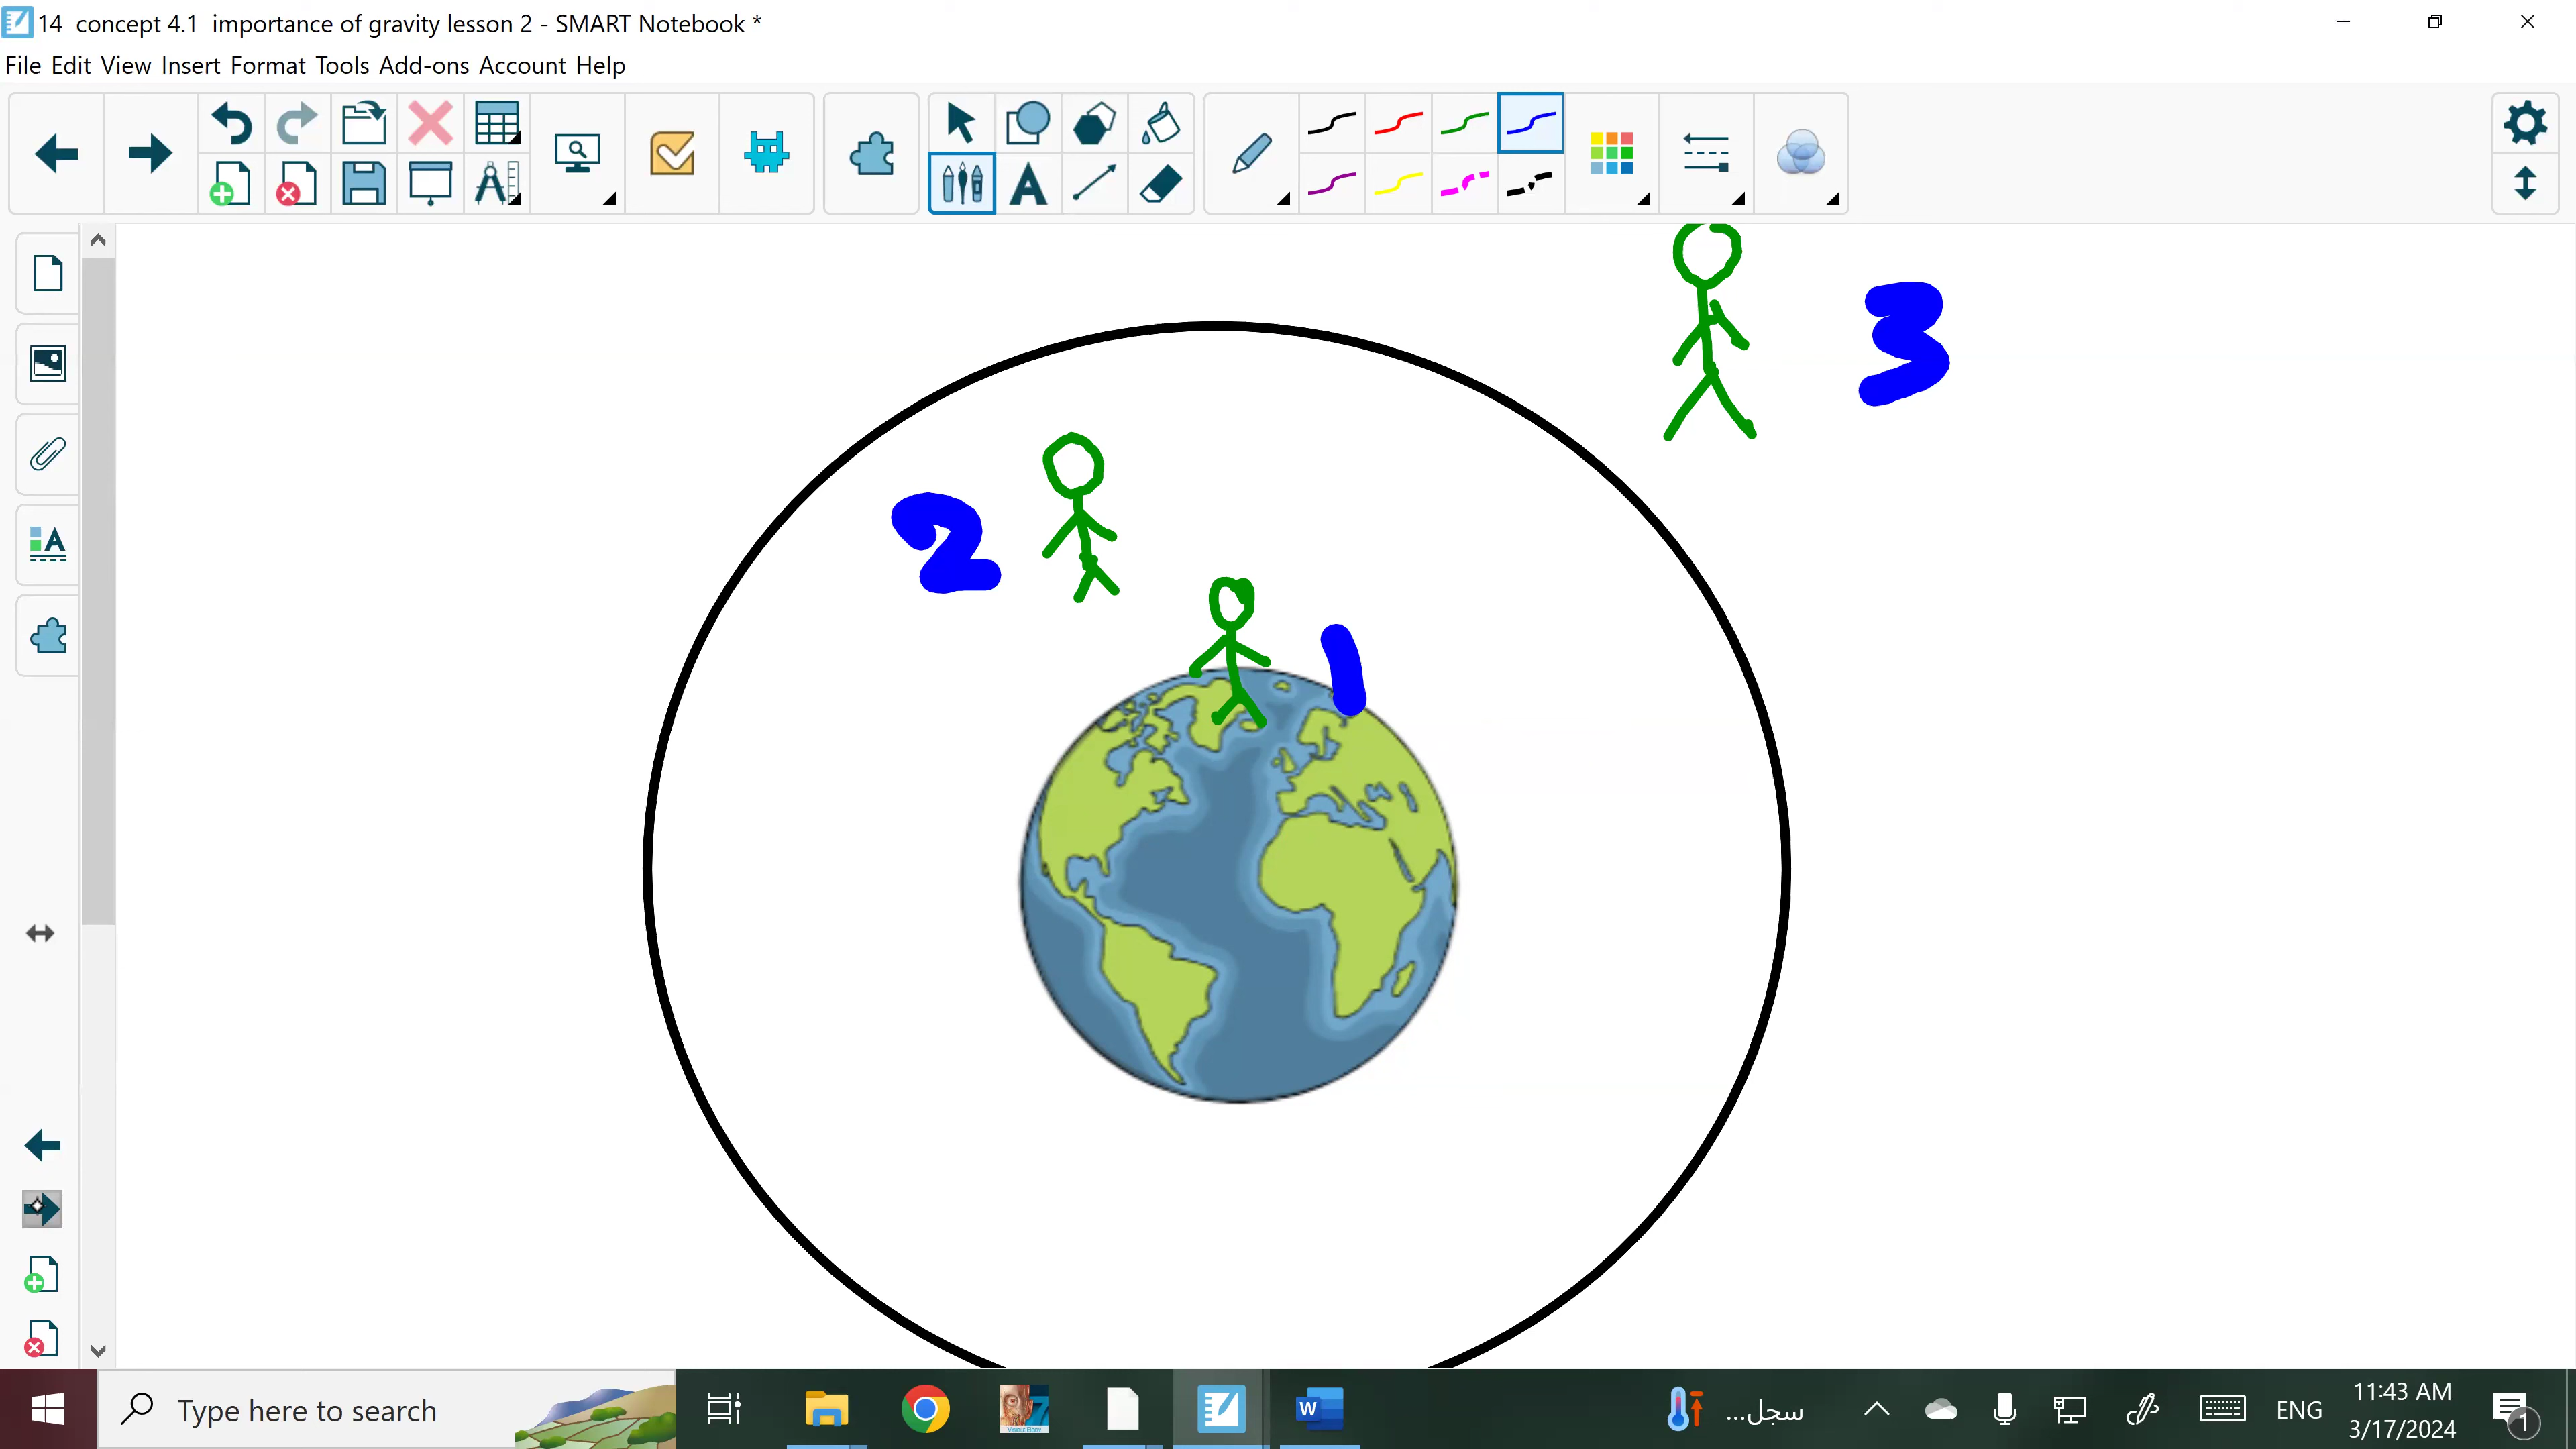 14 concept 4.1 importance of gravity lesson 2 - SMART Notebook *
File Edit View Insert Format Tools Add-ons Account Help
3
2
1
Type here to search
W
...سجل
ENG
11:43 AM
3/17/2024
1